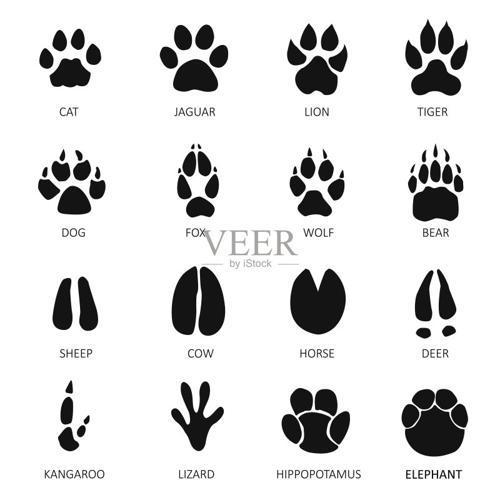 CAT JAGUAR LION TIGER
DOG FOX WOLF BEAR
VEER
by iStock
SHEEP COW HORSE DEER
KANGAROO LIZARD HIPPOPOTAMUS ELEPHANT